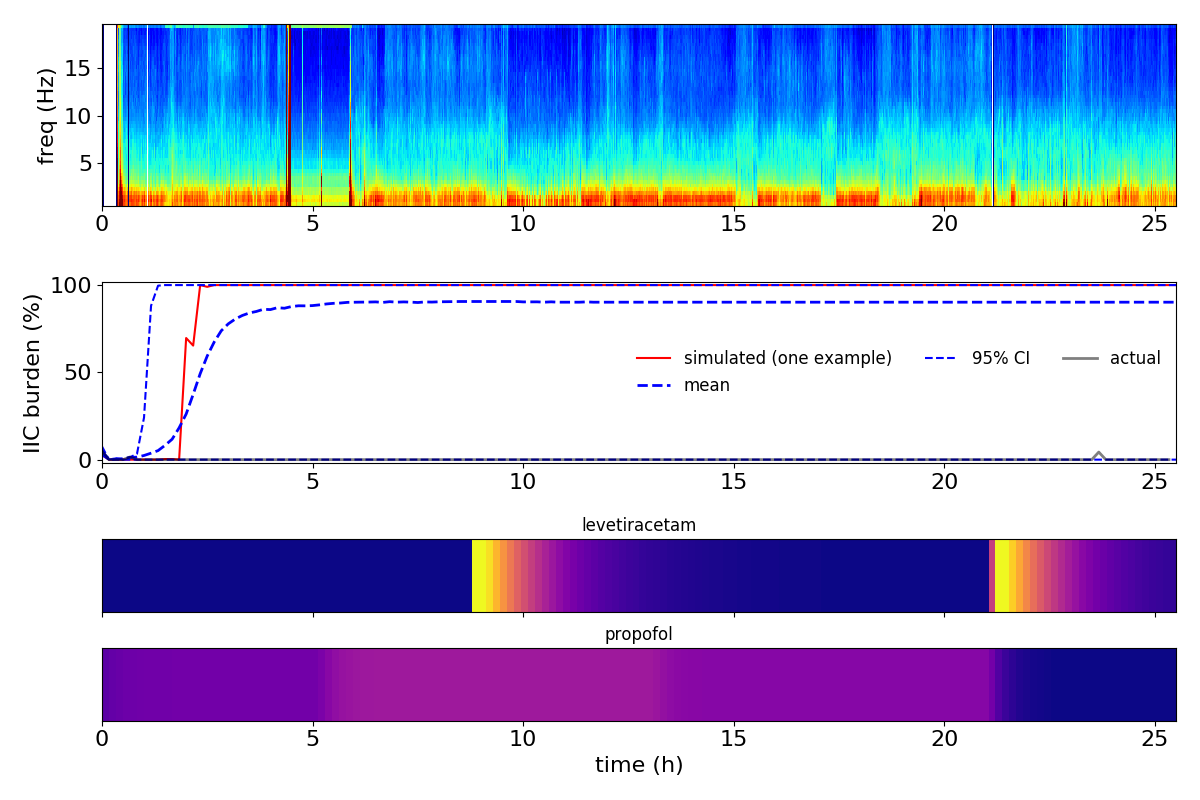 freq (Hz)
15
10
5
0 5 10 15 20 25
IIC burden (%)
100
50
0
simulated (one example) 95% CI actual
mean
0 5 10 15 20 25
levetiracetam
propofol
0 5 10 15 20 25
time (h)